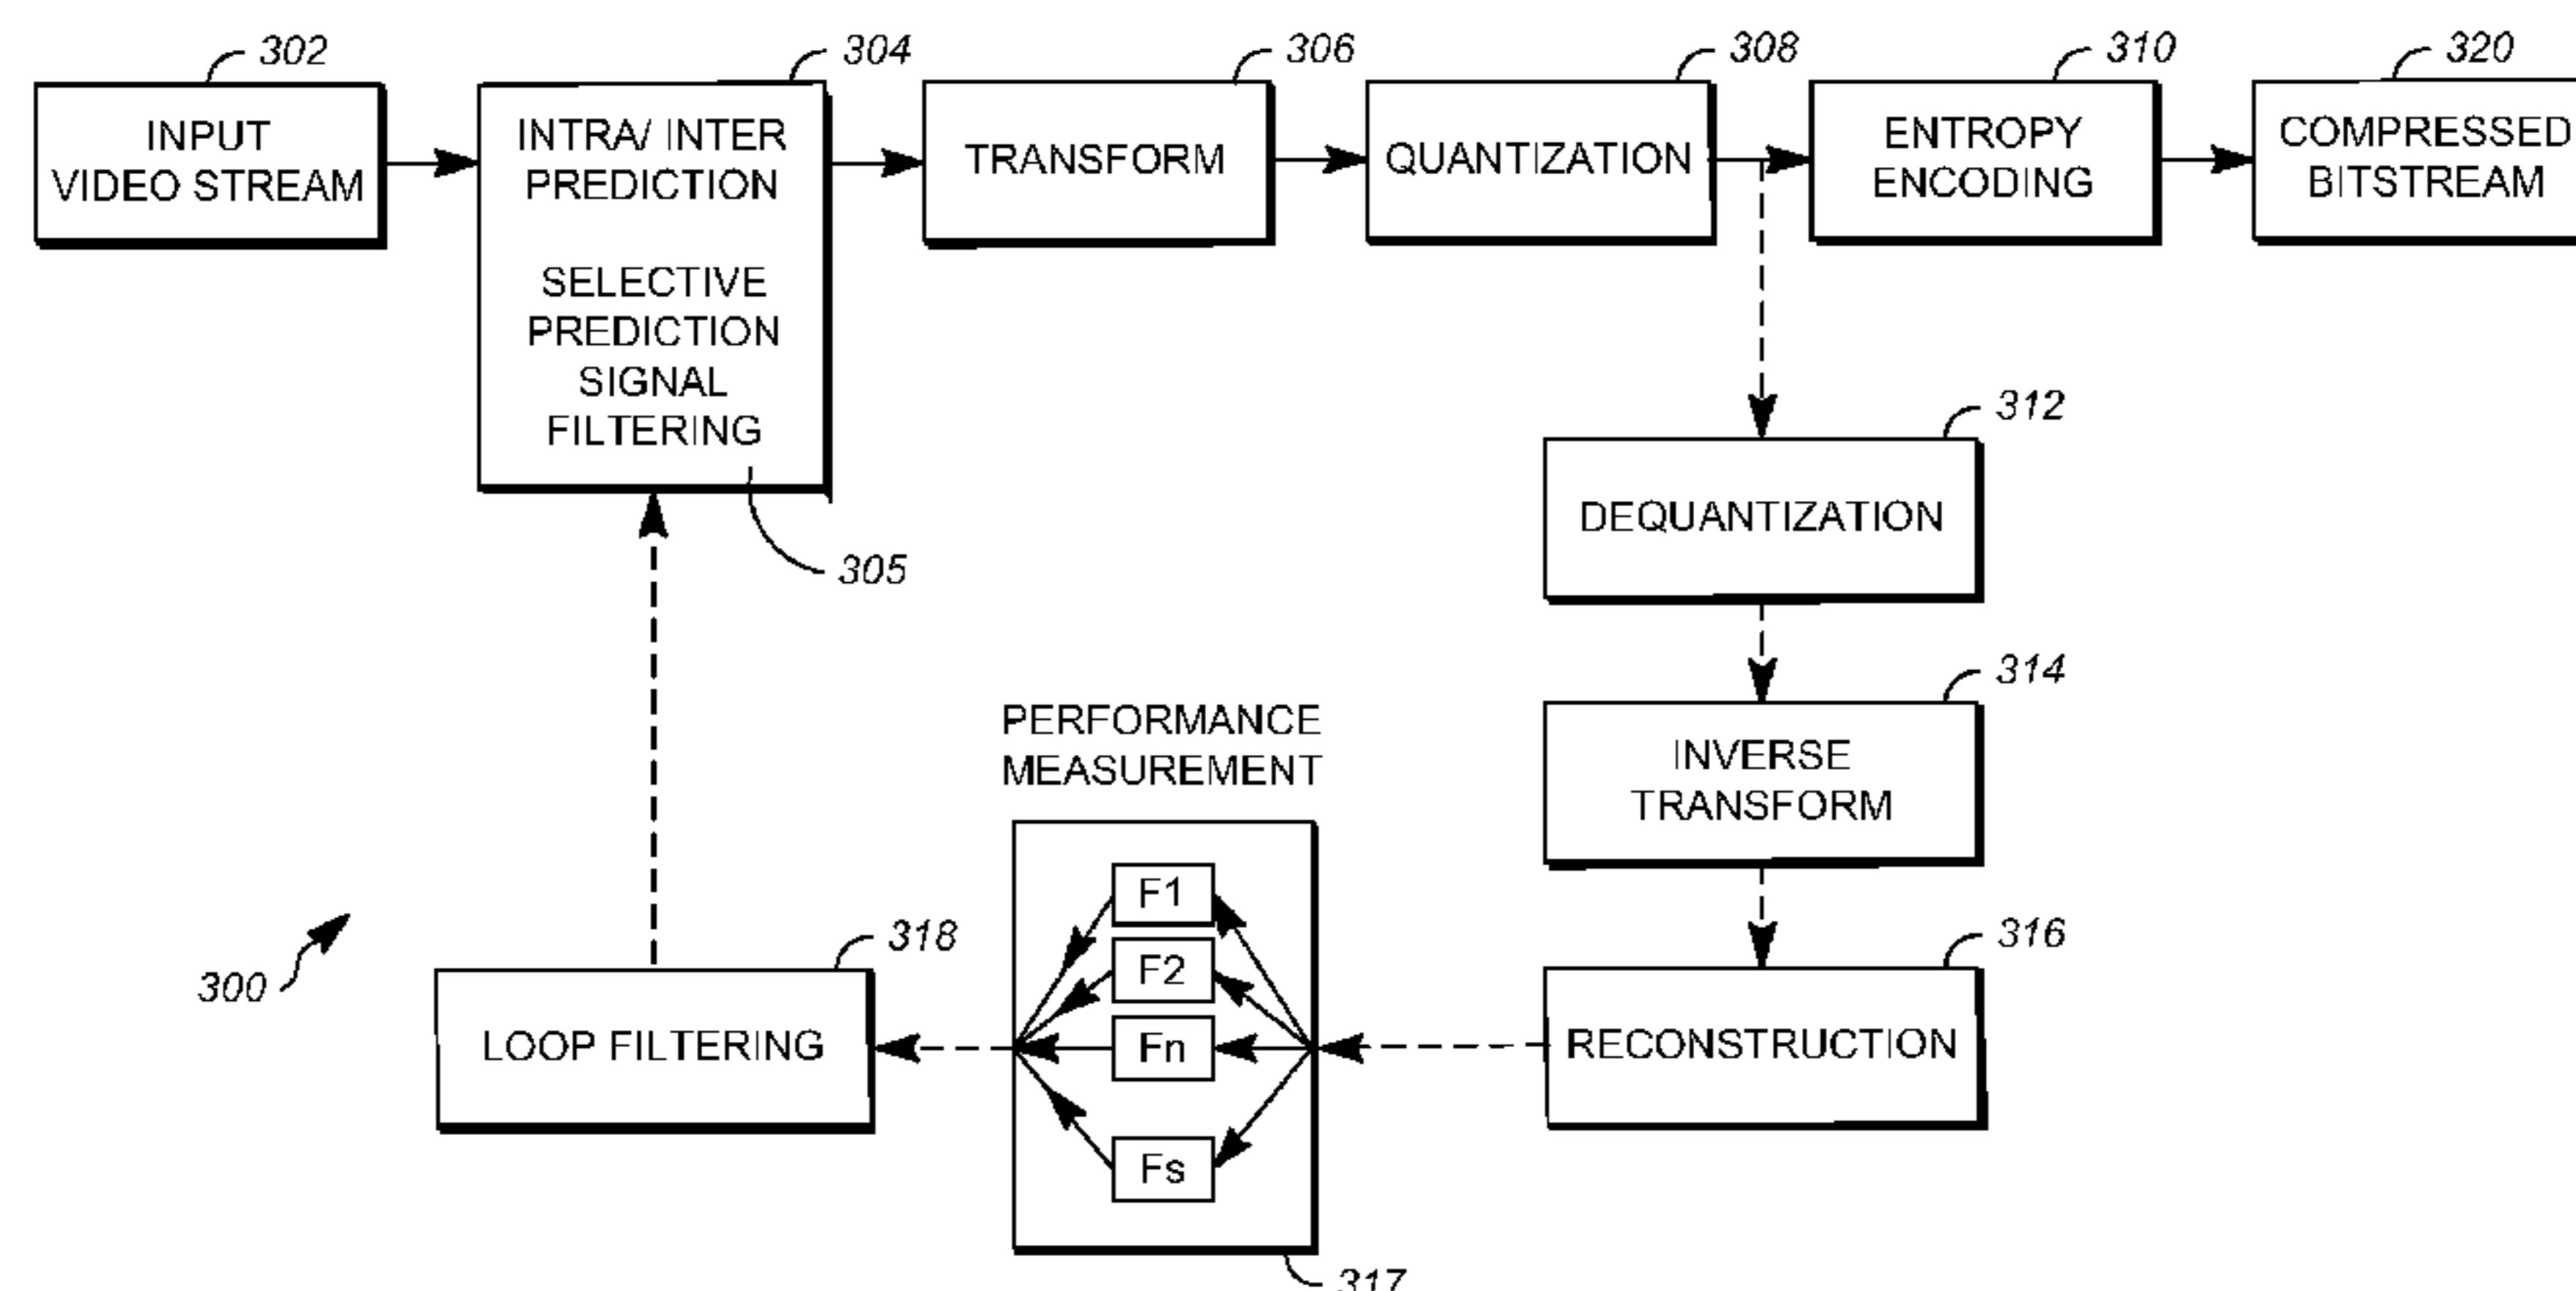 302
304
306
308
310
320
INPUT
VIDEO STREAM
INTRA/ INTER
PREDICTION
SELECTIVE
PREDICTION
SIGNAL
FILTERING
305
TRANSFORM
QUANTIZATION
ENTROPY
ENCODING
COMPRESSED
BITSTREAM
312
DEQUANTIZATION
314
INVERSE
TRANSFORM
316
RECONSTRUCTION
PERFORMANCE
MEASUREMENT
F1
F2
Fn
Fs
317
318
LOOP FILTERING
300